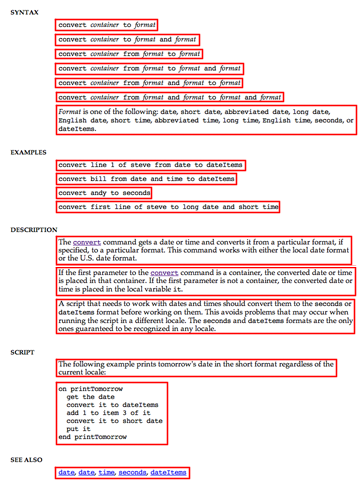 SYNTAX
convert container to format
convert container to format and format
convert container from format to format
convert container from format to format and format
convert container from format and format to format
convert container from format and format to format and format
Format is one of the following: date, short date, abbreviated date, long date,
English date, short time, abbreviated time, long time, English time, seconds, or
dateItems.
EXAMPLES
convert line 1 of steve from date to dateItems
convert bill from date and time to dateItems
convert andy to seconds
convert first line of steve to long date and short time
DESCRIPTION
The convert command gets a date or time and converts it from a particular format, if
specified, to a particular format. This command works with either the local date format
or the U.S. date format.
If the first parameter to the convert command is a container, the converted date or time
is placed in that container. If the first parameter is not a container, the converted date or
time is placed in the local variable it.
A script that needs to work with dates and times should convert them to the seconds or
dateItems format before working on them. This avoids problems that may occur when
running the script in a different locale. The seconds and dateItems formats are the only
ones guaranteed to be recognized in any locale.
SCRIPT
The following example prints tomorrow's date in the short format regardless of the
current locale:
on printTomorrow
get the date
convert it to dateItems
add 1 to item 3 of it
convert it to short date
put it
end printTomorrow
SEE ALSO
date, date, time, seconds, dateItems